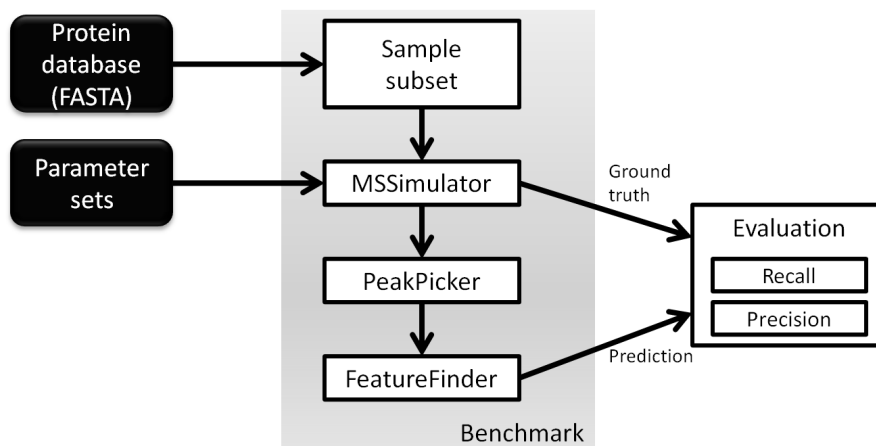 Protein
database
(FASTA)
Sample
subset
Parameter
sets
MSSimulator
Ground
truth
Evaluation
Recall
Precision
PeakPicker
FeatureFinder
Prediction
Benchmark